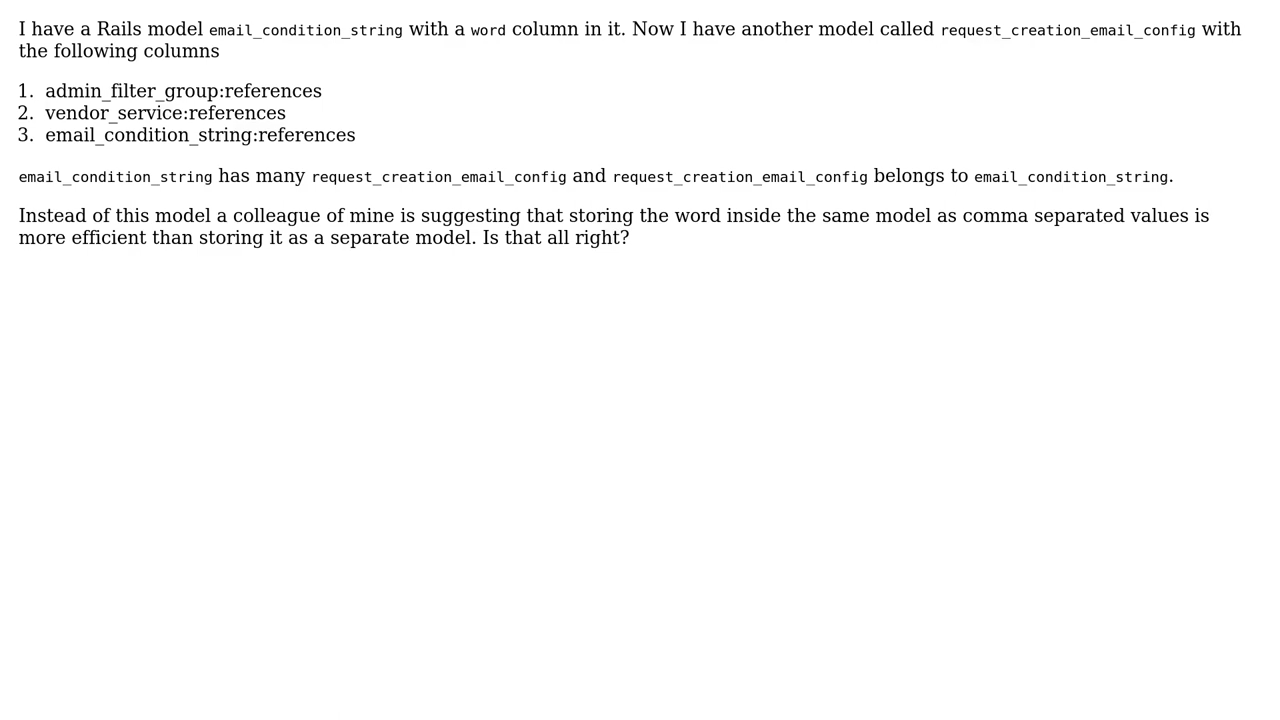 I have a Rails model email_condition_string with a word column in it. Now I have another model called request_creation_email_config with
the following columns
1. admin_filter_group:references
2. vendor_service:references
3. email_condition_string:references
email_condition_string has many request_creation_email_config and request_creation_email_config belongs to email_condition_string.
Instead of this model a colleague of mine is suggesting that storing the word inside the same model as comma separated values is
more efficient than storing it as a separate model. Is that all right?